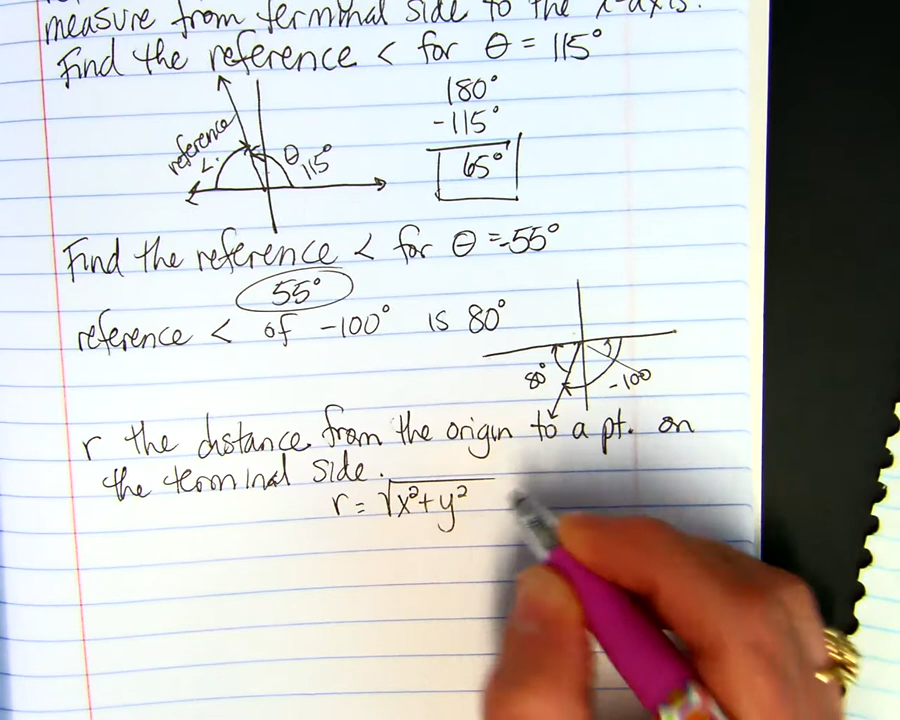 measure from terminal side to the x-axis.
Find the reference < for θ = 115°
180°
-115°
65°
reference
<
θ
115°
Find the reference < for θ = -55°
55°
reference < of -100° is 80°
80°
-100
r the distance from the origin to a pt. on
the terminal side.
r = √x²+y²